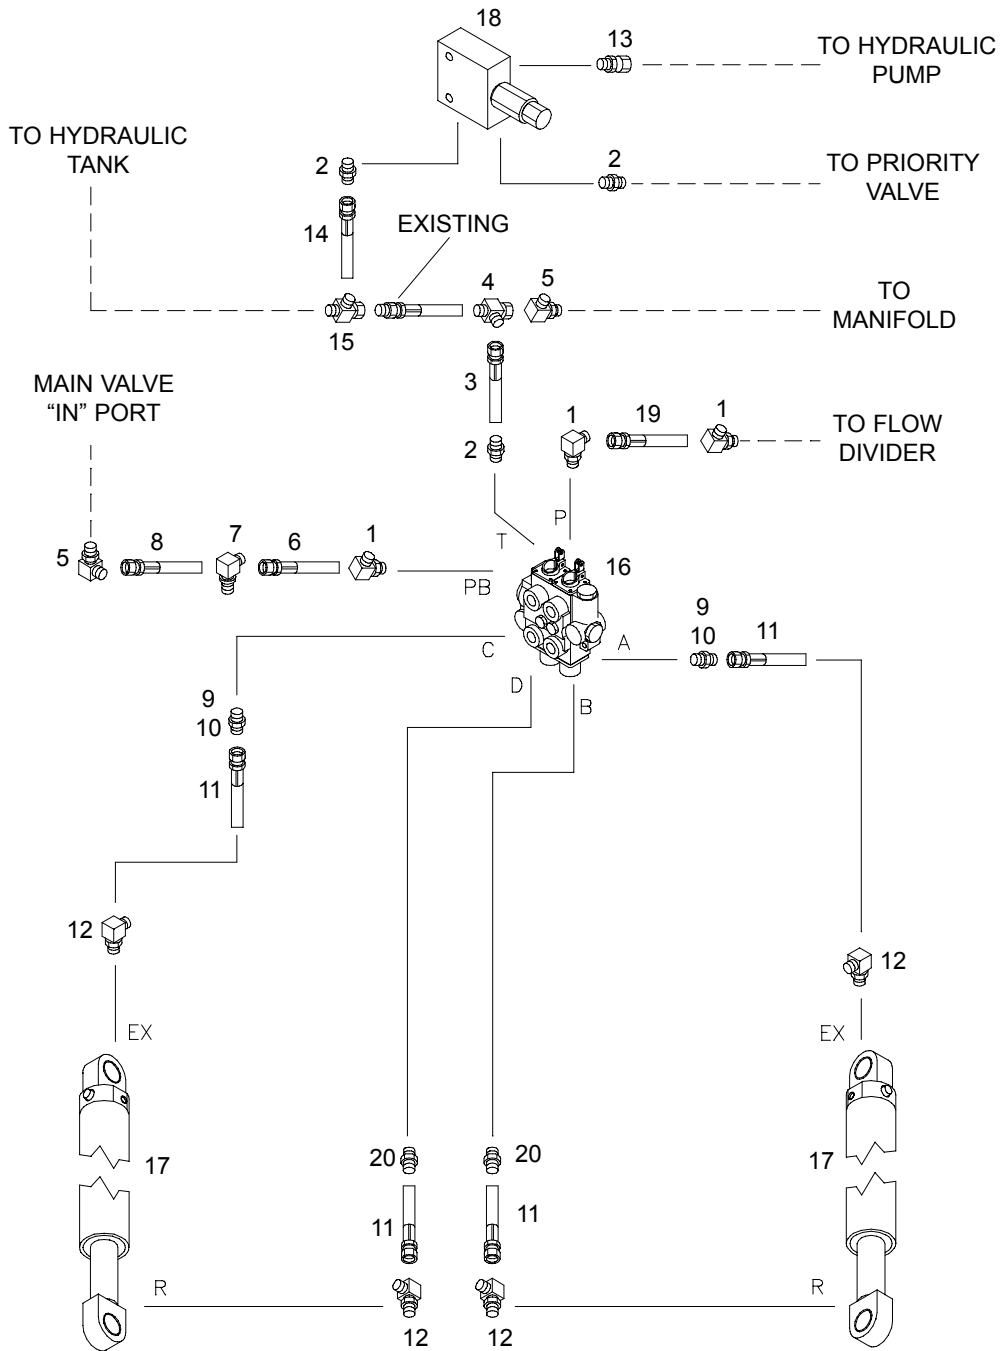 18
13
TO HYDRAULIC
PUMP
TO HYDRAULIC
TANK
2
2
TO PRIORITY
VALVE
14
EXISTING
4
5
TO
MANIFOLD
15
3
MAIN VALVE
“IN” PORT
1
19
1
TO FLOW
DIVIDER
2
P
T
5
8
7
6
1
16
PB
9
10
11
C
A
D
B
9
10
11
12
12
EX
EX
17
20
20
17
11
11
R
R
12
12